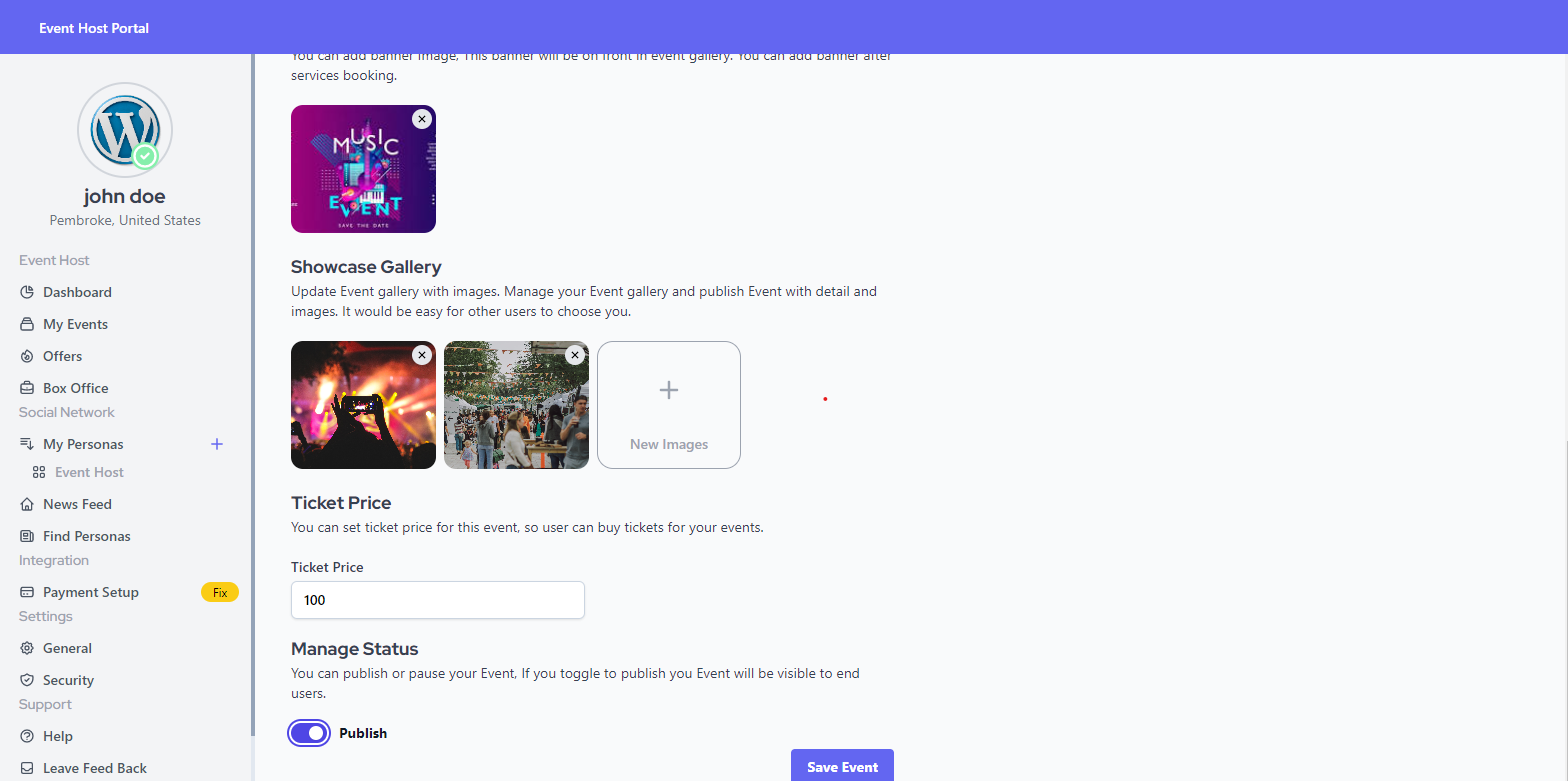 Event Host Portal
john doe
Pembroke, United States
Event Host
Dashboard
My Events
Offers
Box Office
Social Network
My Personas
Event Host
News Feed
Find Personas
Integration
Payment Setup
Fix
Settings
General
Security
Support
Help
Leave Feed Back
You can add banner image, This banner will be on front in event gallery. You can add banner after
services booking.
MUSIC
EVENT
SAVE THE DATE
Showcase Gallery
Update Event gallery with images. Manage your Event gallery and publish Event with detail and
images. It would be easy for other users to choose you.
New Images
Ticket Price
You can set ticket price for this event, so user can buy tickets for your events.
Ticket Price
100
Manage Status
You can publish or pause your Event, If you toggle to publish you Event will be visible to end
users.
Publish
Save Event